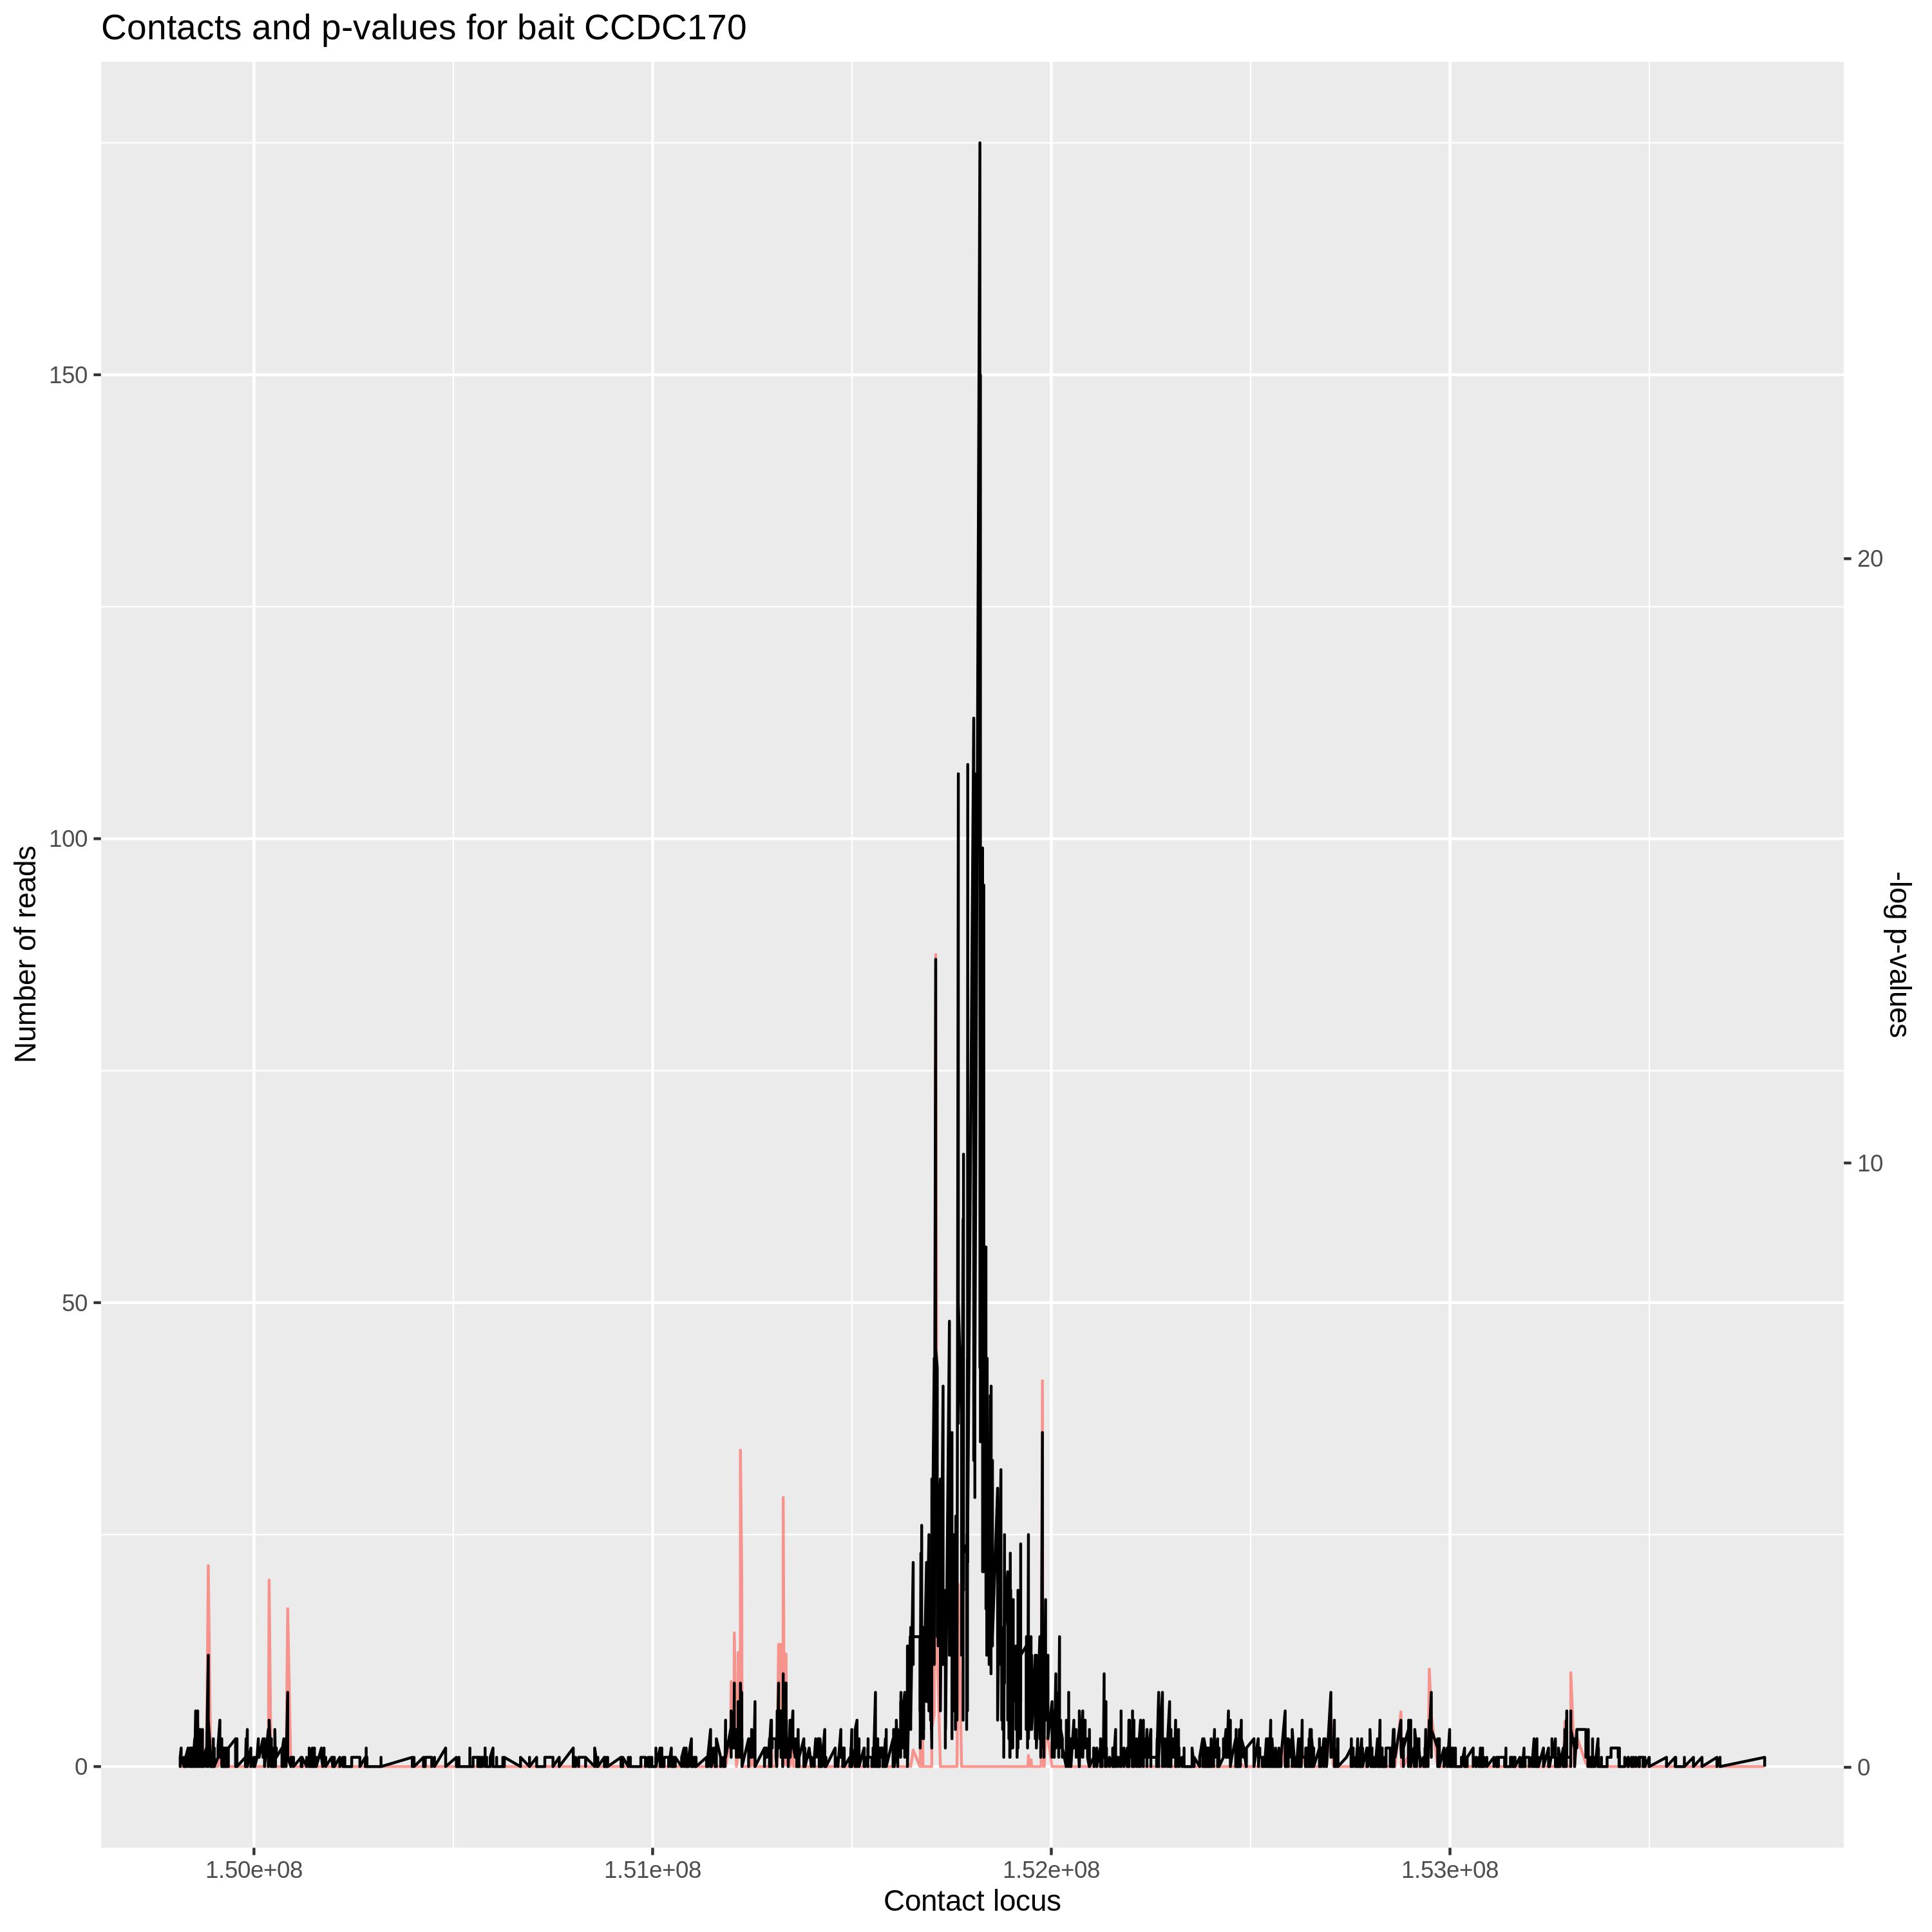 Contacts and p-values for bait CCDC170
Number of reads
150
100
50
0
20
10
0
-log p-values
1.50e+08
1.51e+08
1.52e+08
1.53e+08
Contact locus